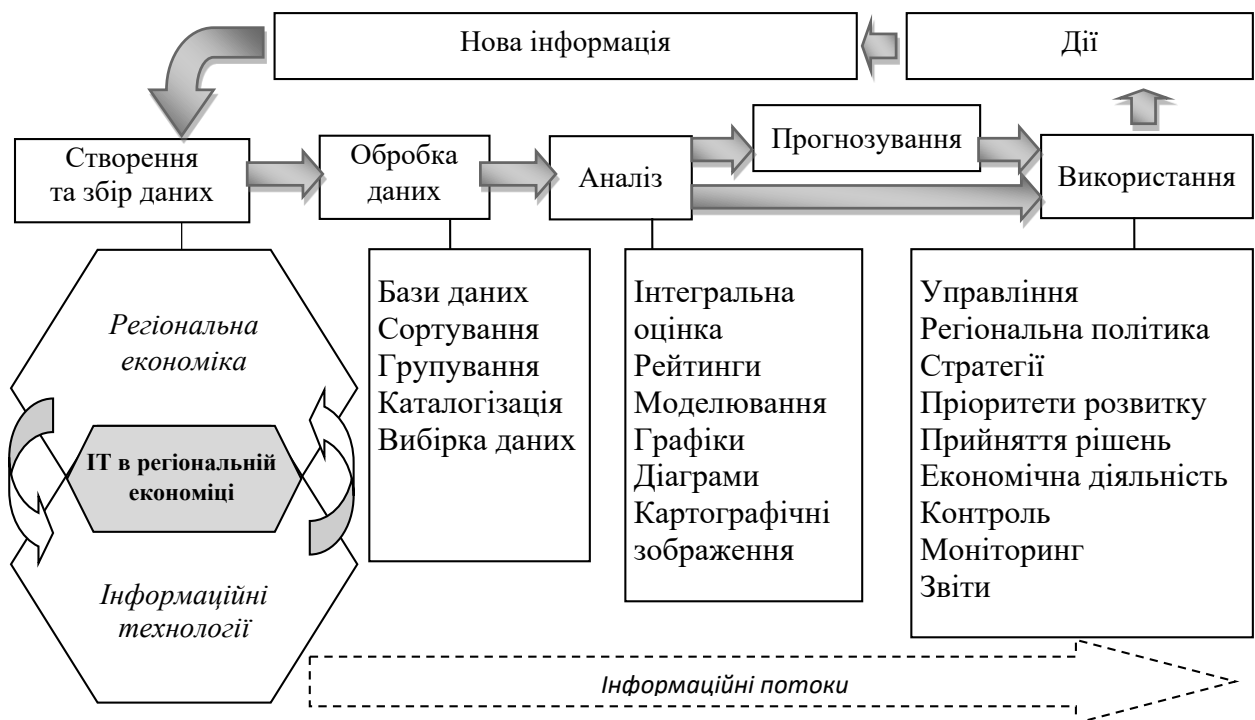 Нова інформація
Дії
Створення
та збір даних
Обробка
даних
Аналіз
Прогнозування
Використання
Регіональна
економіка
ІТ в регіональній
економіці
Інформаційні
технології
Бази даних
Сортування
Групування
Каталогізація
Вибірка даних
Інтегральна
оцінка
Рейтинги
Моделювання
Графіки
Діаграми
Картографічні
зображення
Управління
Регіональна політика
Стратегії
Пріоритети розвитку
Прийняття рішень
Економічна діяльність
Контроль
Моніторинг
Звіти
Інформаційні потоки